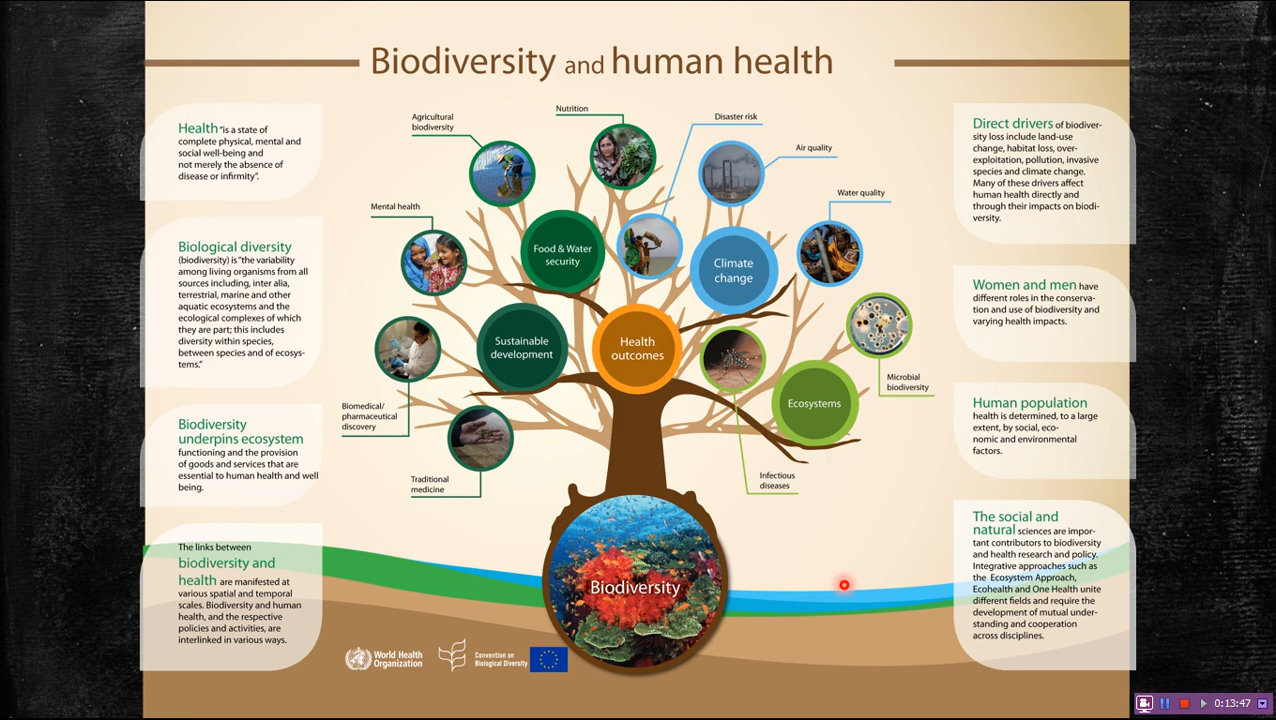 Biodiversity and human health
Health "is a state of
complete physical, mental and
social well-being and
not merely the absence of
disease or infirmity".
Biological diversity
(biodiversity) is "the variability
among living organisms from all
sources including, inter alia,
terrestrial, marine and other
aquatic ecosystems and the
ecological complexes of which
they are part; this includes
diversity within species,
between species and of ecosys-
tems."
Biodiversity
underpins ecosystem
functioning and the provision
of goods and services that are
essential to human health and well
being.
The links between
biodiversity and
health are manifested at
various spatial and temporal
scales. Biodiversity and human
health, and the respective
policies and activities, are
interlinked in various ways.
Agricultural
biodiversity
Nutrition
Disaster risk
Air quality
Water quality
Mental health
Food & Water
security
Climate
change
Sustainable
development
Health
outcomes
Ecosystems
Microbial
biodiversity
Biomedical/
pharmaceutical
discovery
Traditional
medicine
Infectious
diseases
Biodiversity
World Health
Organization
Convention on
Biological Diversity
Direct drivers of biodiver-
sity loss include land-use
change, habitat loss, over-
exploitation, pollution, invasive
species and climate change.
Many of these drivers affect
human health directly and
through their impacts on biodi-
versity.
Women and men have
different roles in the conserva-
tion and use of biodiversity and
varying health impacts.
Human population
health is determined, to a large
extent, by social, eco-
nomic and environmental
factors.
The social and
natural sciences are impor-
tant contributors to biodiversity
and health research and policy.
Integrative approaches such as
the Ecosystem Approach,
Ecohealth and One Health unite
different fields and require the
development of mutual under-
standing and cooperation
across disciplines.
0:13:47